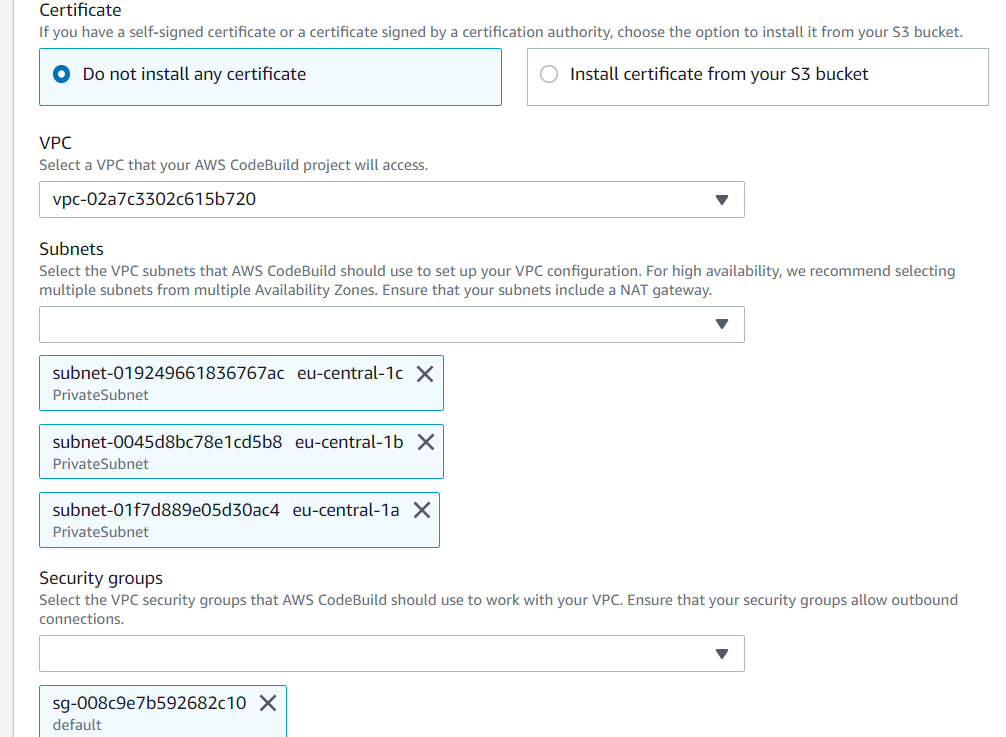 Certificate
If you have a self-signed certificate or a certificate signed by a certification authority, choose the option to install it from your S3 bucket.
Do not install any certificate
Install certificate from your S3 bucket
VPC
Select a VPC that your AWS CodeBuild project will access.
vpc-02a7c3302c615b720
Subnets
Select the VPC subnets that AWS CodeBuild should use to set up your VPC configuration. For high availability, we recommend selecting
multiple subnets from multiple Availability Zones. Ensure that your subnets include a NAT gateway.
subnet-019249661836767ac eu-central-1c
PrivateSubnet
subnet-0045d8bc78e1cd5b8 eu-central-1b
PrivateSubnet
subnet-01f7d889e05d30ac4 eu-central-1a
PrivateSubnet
Security groups
Select the VPC security groups that AWS CodeBuild should use to work with your VPC. Ensure that your security groups allow outbound
connections.
sg-008c9e7b592682c10
default